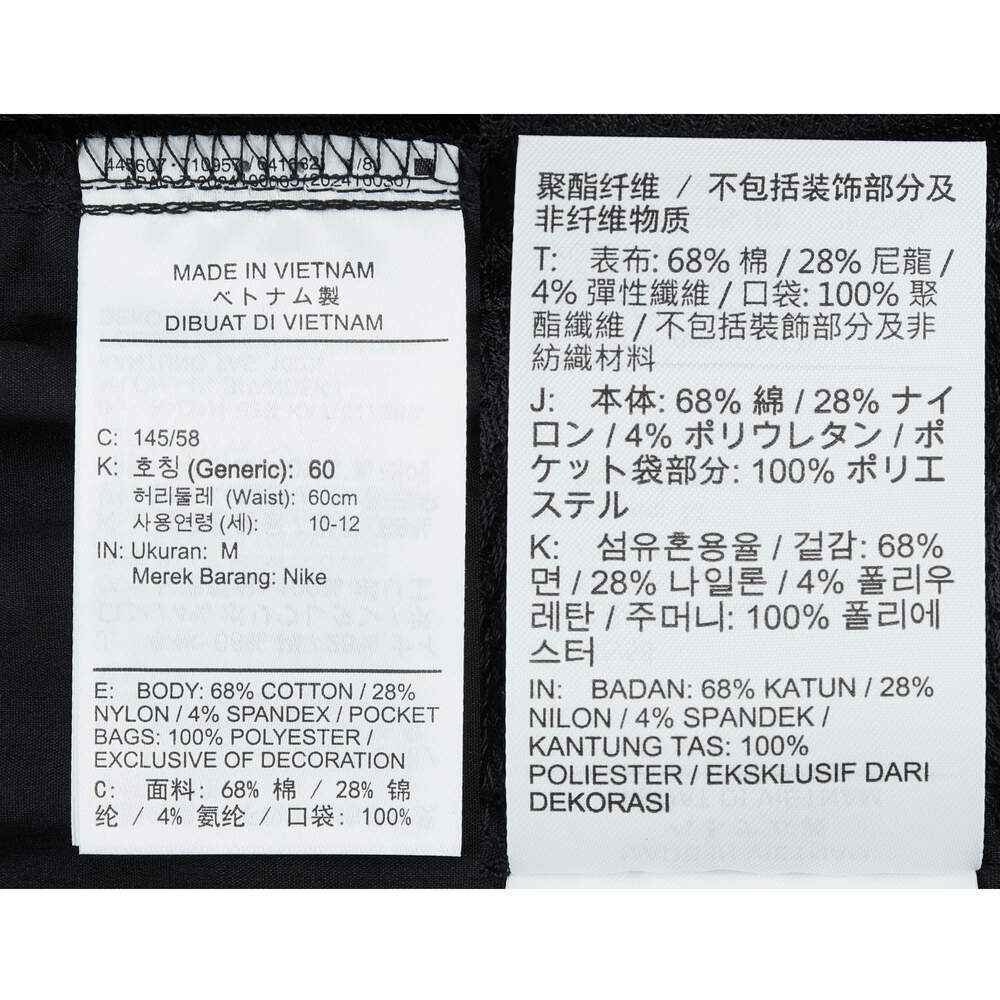 MADE IN VIETNAM
ベトナム製
DIBUAT DI VIETNAM
C: 145/58
K: 호칭 (Generic): 60
허리둘레 (Waist): 60cm
사용연령 (세): 10-12
IN: Ukuran: M
Merek Barang: Nike
E: BODY: 68% COTTON / 28%
NYLON / 4% SPANDEX / POCKET
BAGS: 100% POLYESTER /
EXCLUSIVE OF DECORATION
C: 面料: 68% 棉 / 28% 锦
纶 / 4% 氨纶 / 口袋: 100%
聚酯纤维 / 不包括装饰部分及
非纤维物质
T: 表布: 68% 棉 / 28% 尼龍 /
4% 彈性纖維 / 口袋: 100% 聚
酯纖維 / 不包括裝飾部分及非
紡織材料
J: 本体: 68% 綿 / 28% ナイ
ロン / 4% ポリウレタン / ポ
ケット袋部分: 100% ポリエ
ステル
K: 섬유혼용율 / 겉감: 68%
면 / 28% 나일론 / 4% 폴리우
레탄 / 주머니: 100% 폴리에
스터
IN: BADAN: 68% KATUN / 28%
NILON / 4% SPANDEK /
KANTUNG TAS: 100%
POLIESTER / EKSKLUSIF DARI
DEKORASI